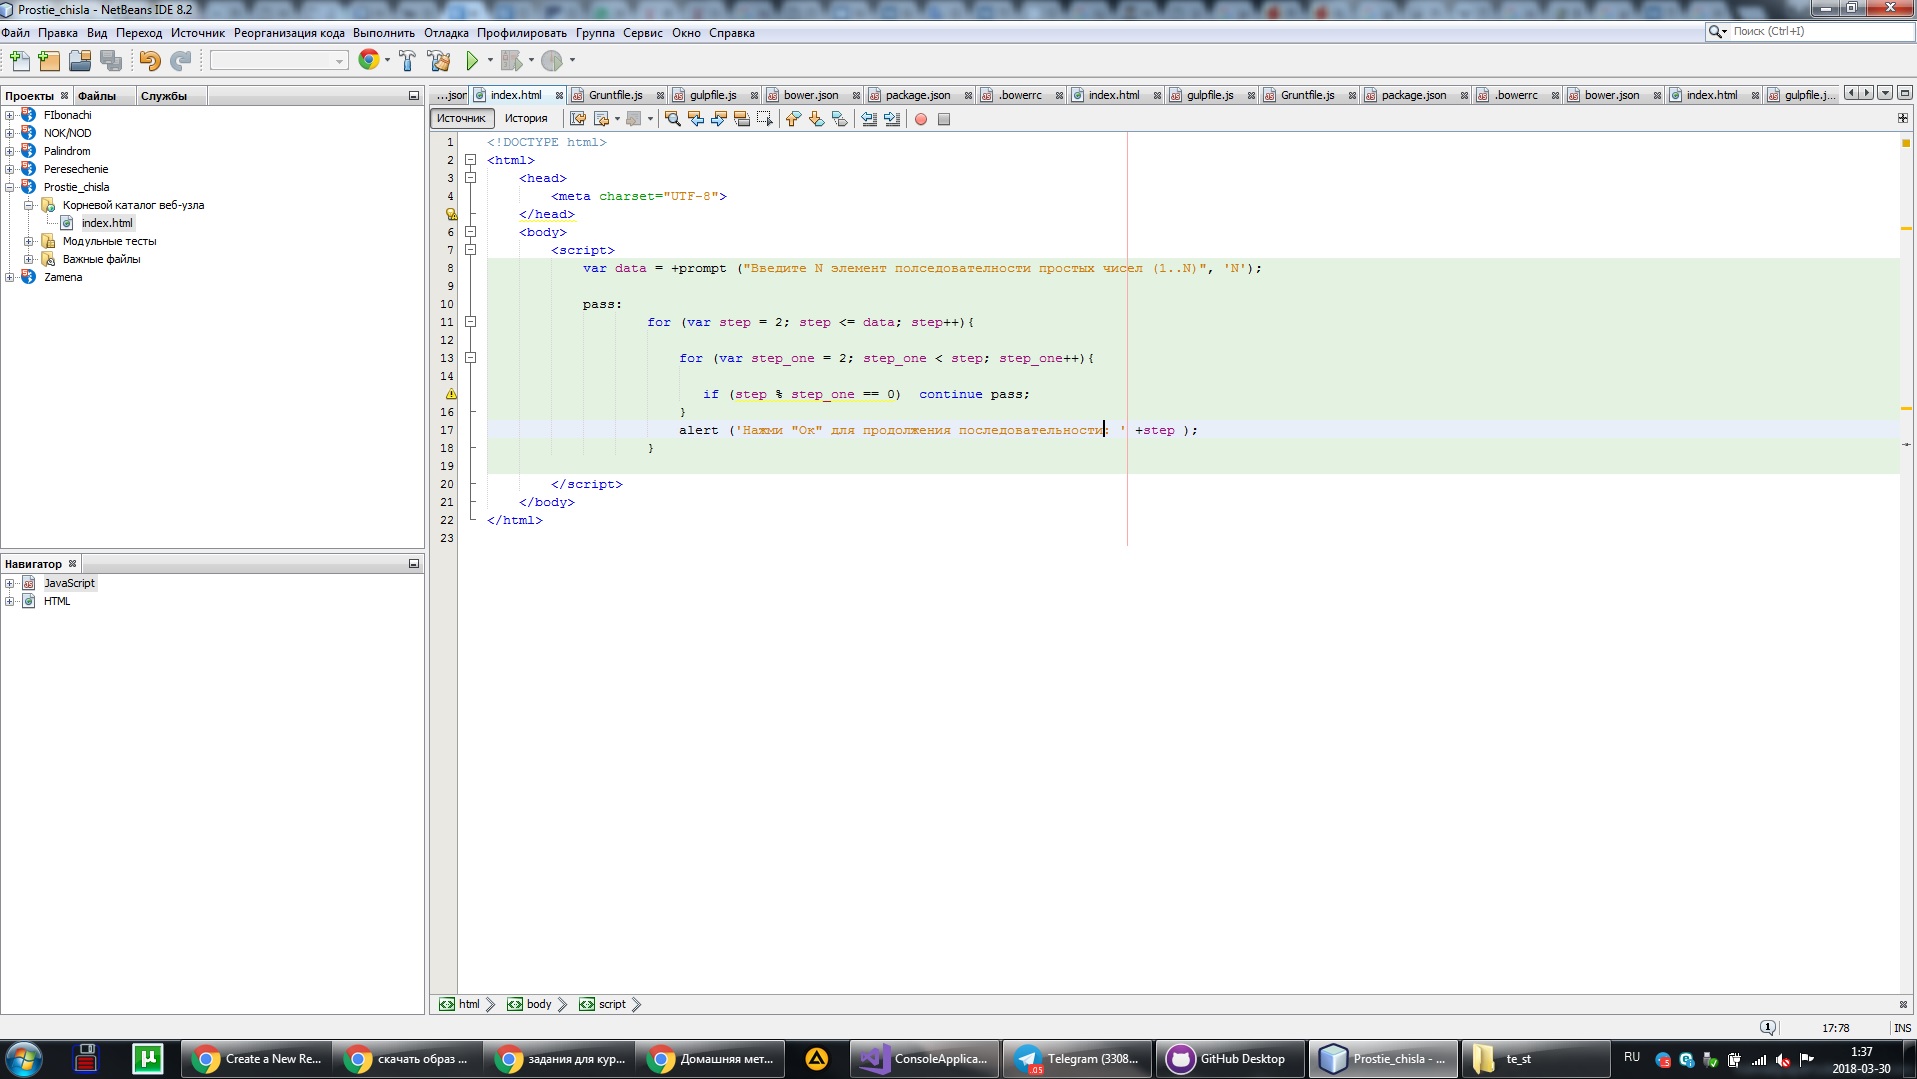 Prostie_chisla - NetBeans IDE 8.2
Файл Правка Вид Переход Источник Реорганизация кода Выполнить Отладка Профилировать Группа Сервис Окно Справка
Поиск (Ctrl+I)
Проекты Файлы Службы
...json index.html Gruntfile.js gulpfile.js bower.json package.json .bowerrc index.html gulpfile.js Gruntfile.js package.json .bowerrc bower.json index.html gulpfile.j...
Источник История
FIbonachi
NOK/NOD
Palindrom
Peresechenie
Prostie_chisla
Корневой каталог веб-узла
index.html
Модульные тесты
Важные файлы
Zamena
1 <!DOCTYPE html>
2 <html>
3 <head>
4 <meta charset="UTF-8">
</head>
6 <body>
7 <script>
8 var data = +prompt ("Введите N элемент полседователности простых чисел (1..N)", 'N');
9
10 pass:
11 for (var step = 2; step <= data; step++){
12
13 for (var step_one = 2; step_one < step; step_one++){
14
if (step % step_one == 0) continue pass;
16 }
17 alert ('Нажми "Ок" для продолжения последовательности: ' +step );
18 }
19
20 </script>
21 </body>
22 </html>
23
Навигатор
JavaScript
HTML
html body script
1 17:78 INS
Create a New Re... скачать образ ... задания для кур... Домашняя мет... ConsoleApplica... Telegram (3308... GitHub Desktop Prostie_chisla - ... te_st RU 1:37
2018-03-30